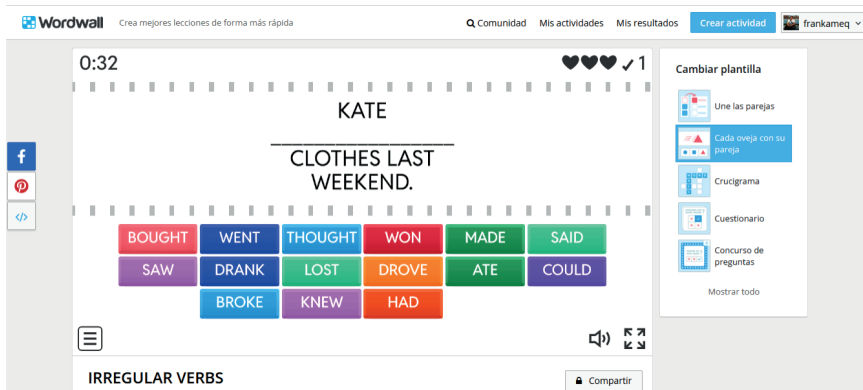 Wordwall Crea mejores lecciones de forma más rápida Comunidad Mis actividades Mis resultados Crear actividad frankameq
0:32 1
KATE
____________________
CLOTHES LAST
WEEKEND.
BOUGHT WENT THOUGHT WON MADE SAID
SAW DRANK LOST DROVE ATE COULD
BROKE KNEW HAD
IRREGULAR VERBS
Compartir
Cambiar plantilla
Une las parejas
Cada oveja con su
pareja
Crucigrama
Cuestionario
Concurso de
preguntas
Mostrar todo